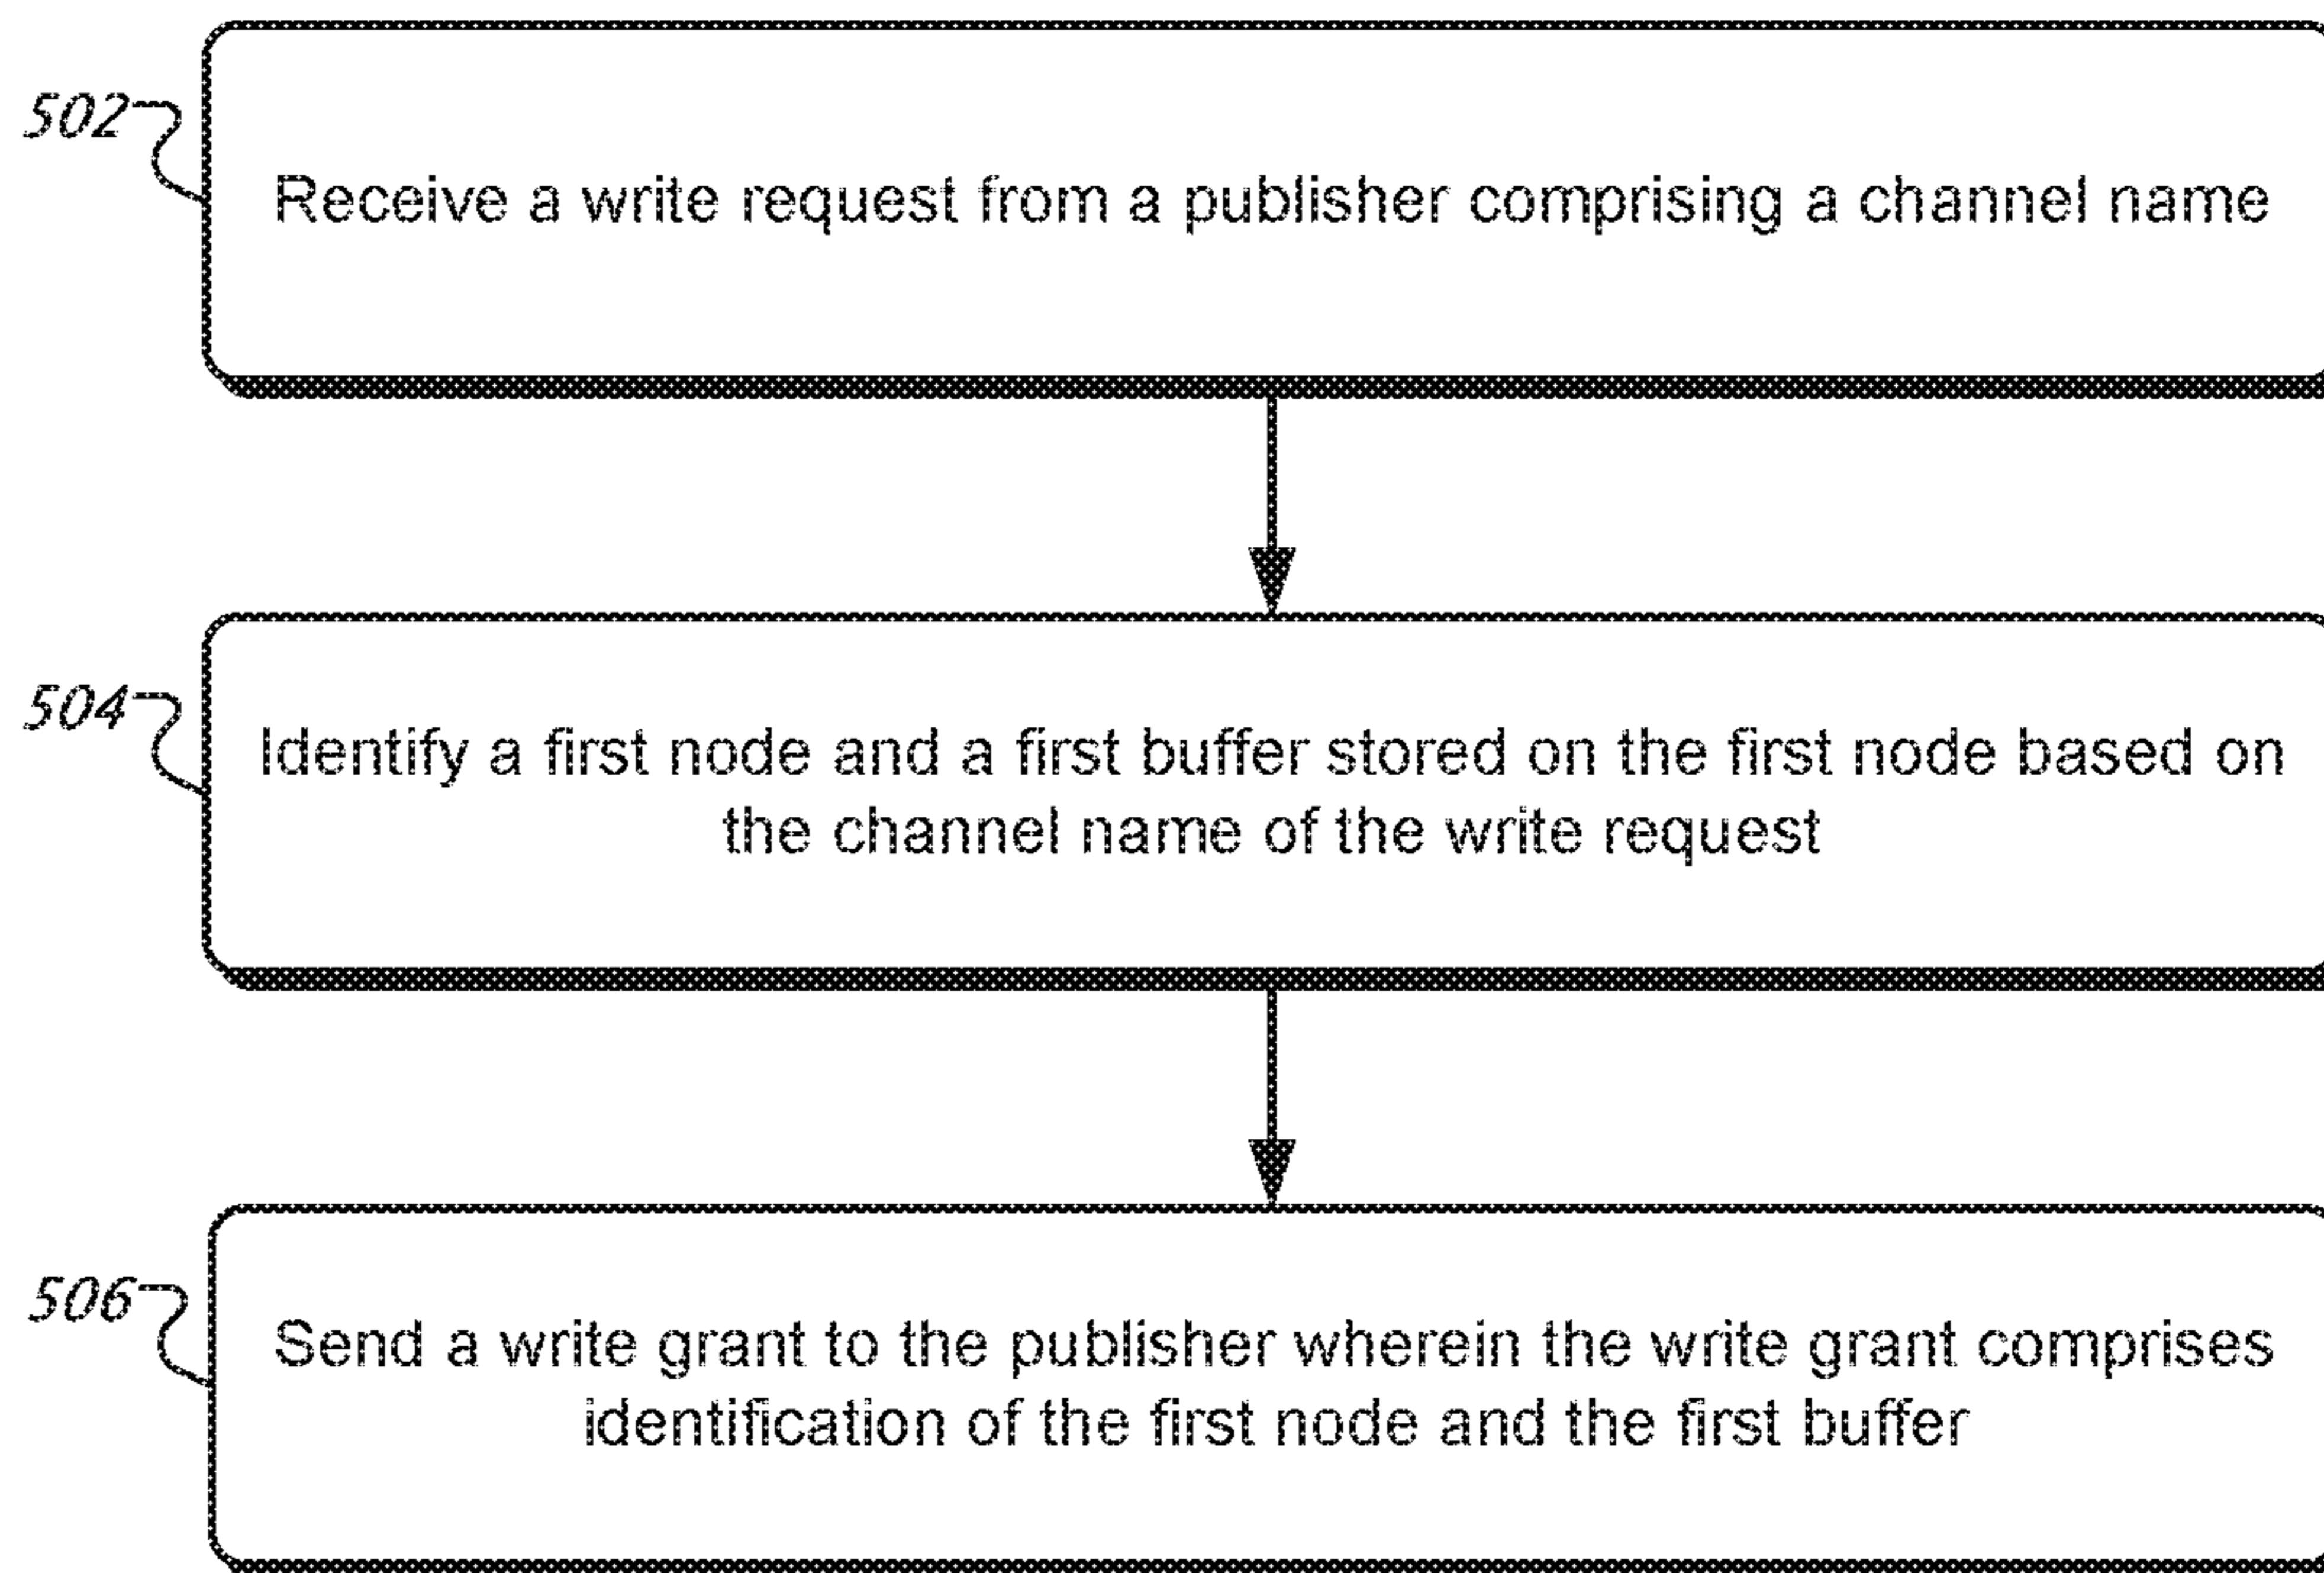 502
Receive a write request from a publisher comprising a channel name
504
Identify a first node and a first buffer stored on the first node based on
the channel name of the write request
506
Send a write grant to the publisher wherein the write grant comprises
identification of the first node and the first buffer